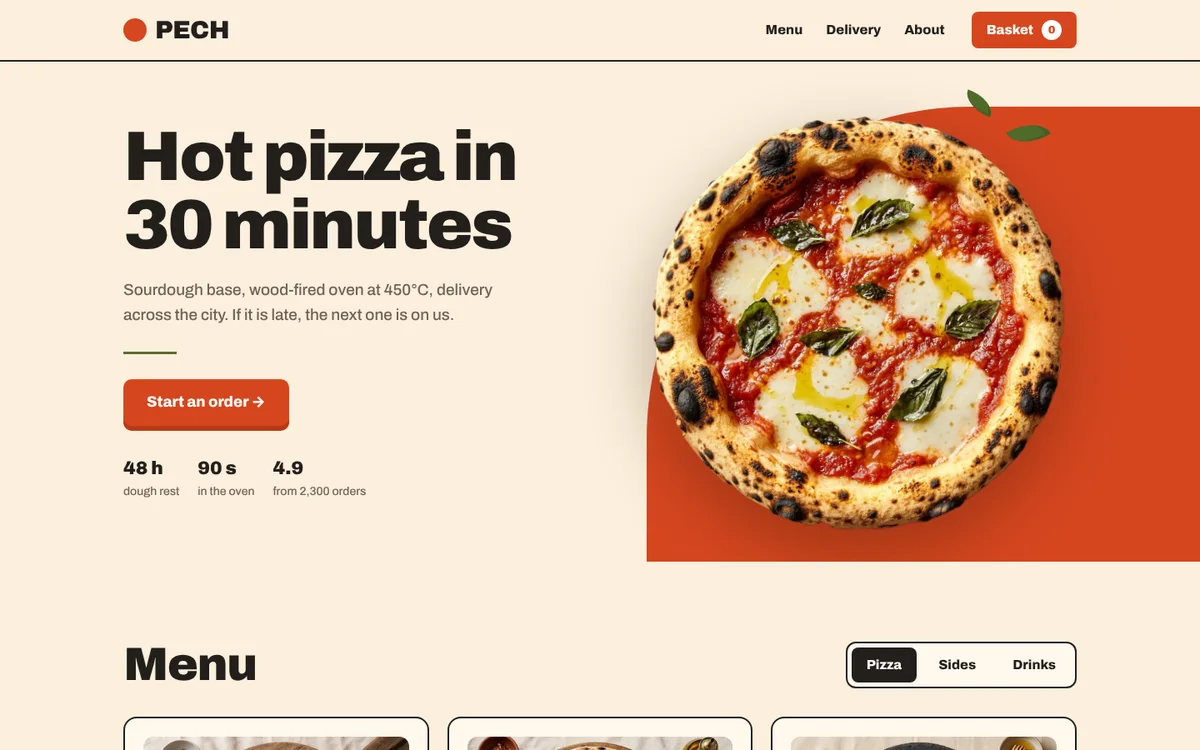 PECH
Menu Delivery About Basket 0
Hot pizza in
30 minutes
Sourdough base, wood-fired oven at 450°C, delivery
across the city. If it is late, the next one is on us.
Start an order →
48 h 90 s 4.9
dough rest in the oven from 2,300 orders
Menu
Pizza Sides Drinks